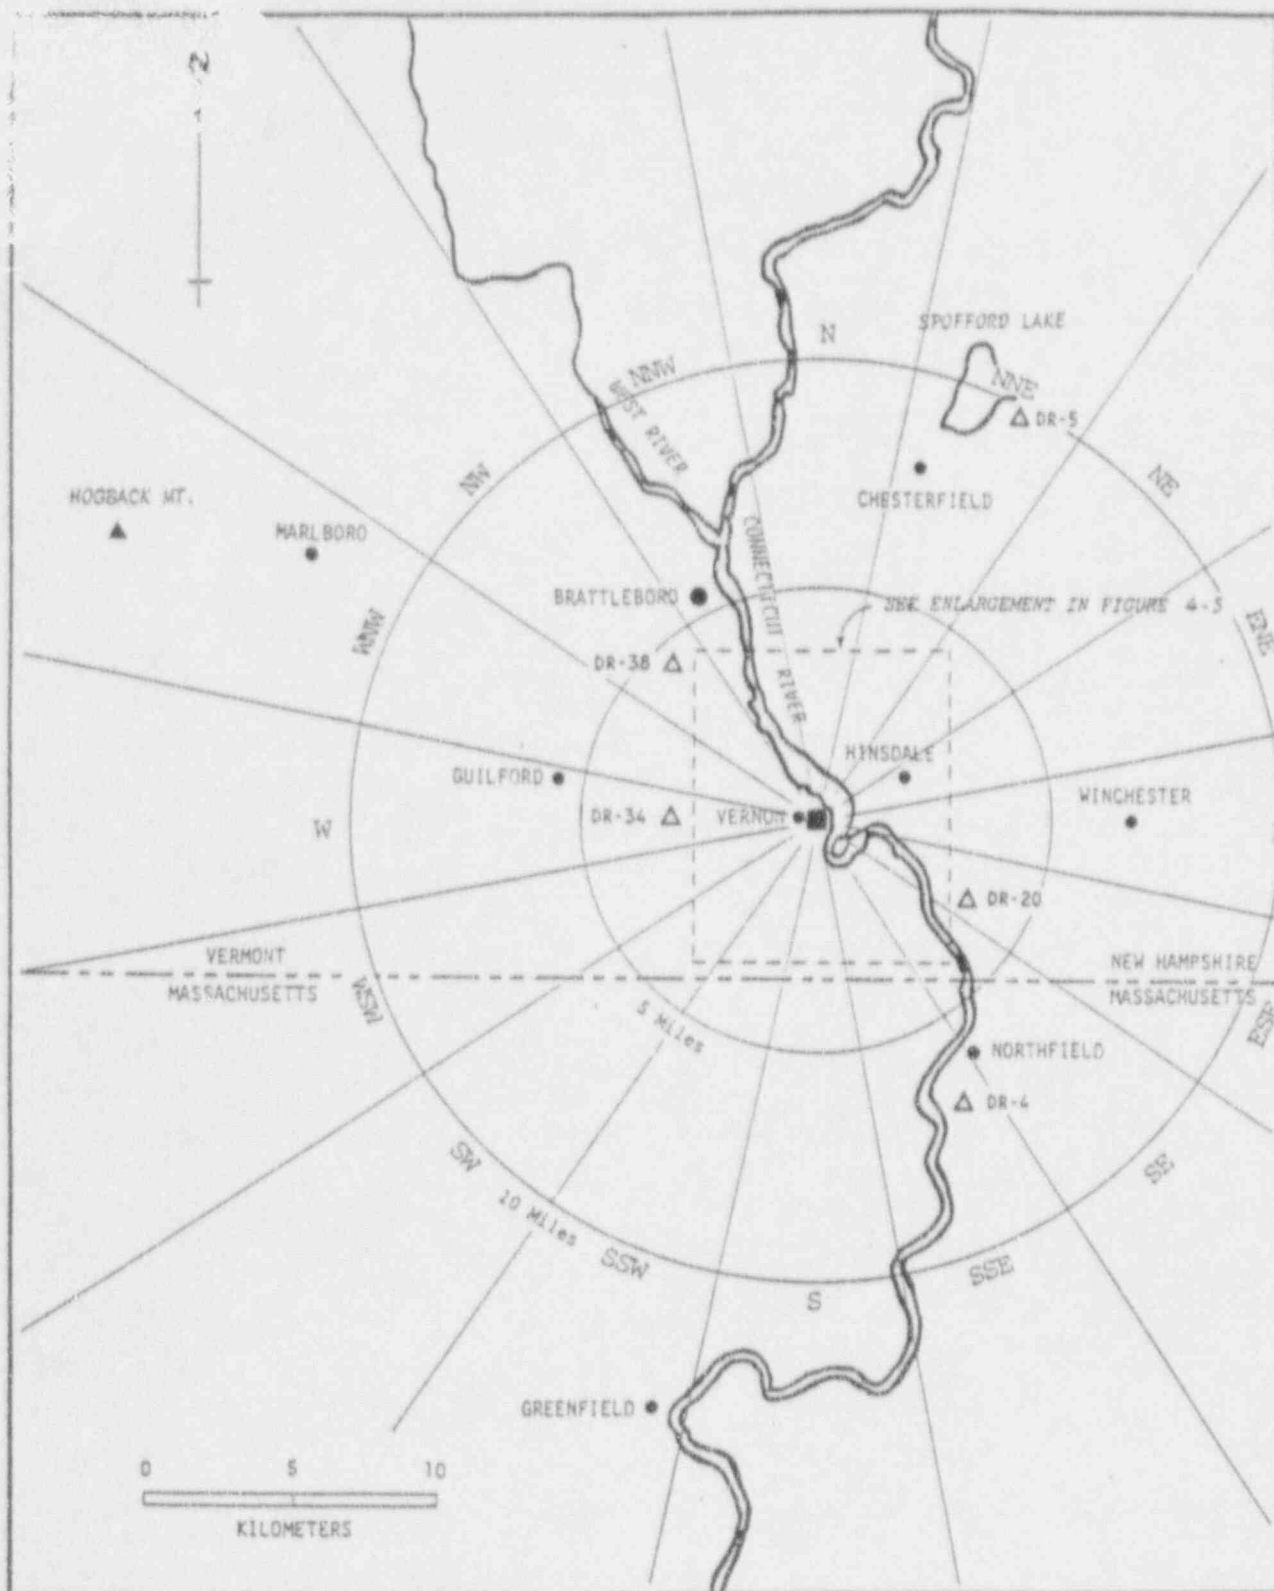 N
N
SPOFFORD LAKE
NNW
NNE
WEST RIVER
DR-5
NW
NE
HOGBACK MT.
CHESTERFIELD
MARLBORO
CONNECTICUT RIVER
BRATTLEBORO
SEE ENLARGEMENT IN FIGURE 4-5
WNW
ENE
DR-38
HINSDALE
GUILFORD
WINCHESTER
W
DR-34
VERNON
DR-20
VERMONT
NEW HAMPSHIRE
MASSACHUSETTS
MASSACHUSETTS
WSW
ESE
5 Miles
NORTHFIELD
DR-4
SW
SE
10 Miles
SSW
SSE
S
GREENFIELD
0 5 10
KILOMETERS